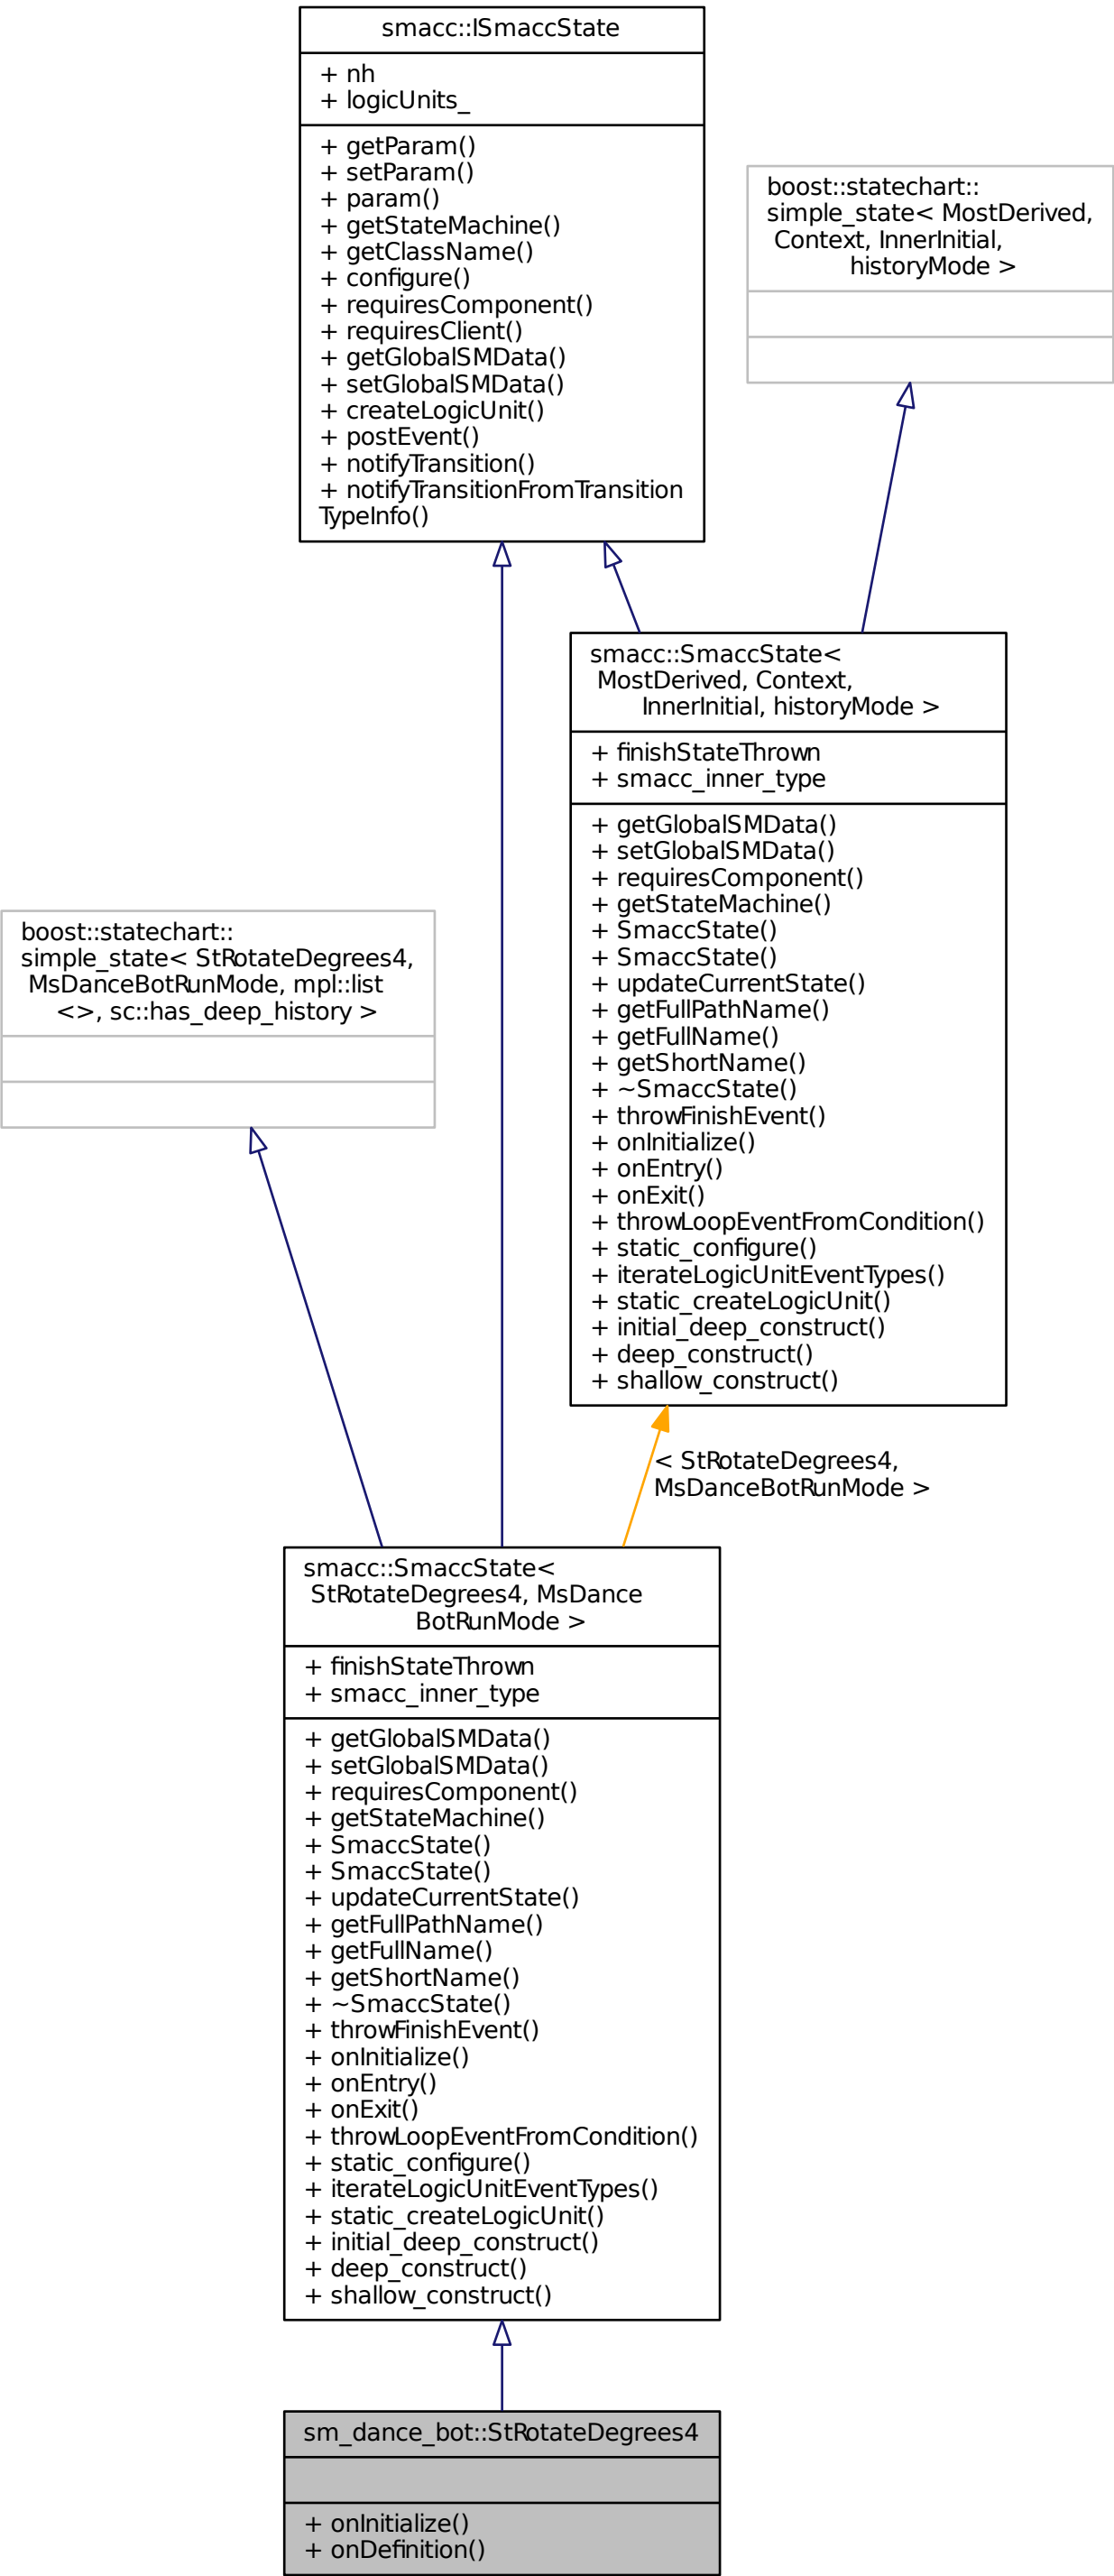 smacc::ISmaccState
+ nh
+ logicUnits_
+ getParam()
+ setParam()
+ param()
+ getStateMachine()
+ getClassName()
+ configure()
+ requiresComponent()
+ requiresClient()
+ getGlobalSMData()
+ setGlobalSMData()
+ createLogicUnit()
+ postEvent()
+ notifyTransition()
+ notifyTransitionFromTransition
TypeInfo()
boost::statechart::
simple_state< MostDerived,
Context, InnerInitial,
historyMode >
smacc::SmaccState<
MostDerived, Context,
InnerInitial, historyMode >
+ finishStateThrown
+ smacc_inner_type
+ getGlobalSMData()
+ setGlobalSMData()
+ requiresComponent()
+ getStateMachine()
+ SmaccState()
+ SmaccState()
+ updateCurrentState()
+ getFullPathName()
+ getFullName()
+ getShortName()
+ ~SmaccState()
+ throwFinishEvent()
+ onInitialize()
+ onEntry()
+ onExit()
+ throwLoopEventFromCondition()
+ static_configure()
+ iterateLogicUnitEventTypes()
+ static_createLogicUnit()
+ initial_deep_construct()
+ deep_construct()
+ shallow_construct()
boost::statechart::
simple_state< StRotateDegrees4,
MsDanceBotRunMode, mpl::list
<>, sc::has_deep_history >
< StRotateDegrees4,
MsDanceBotRunMode >
smacc::SmaccState<
StRotateDegrees4, MsDance
BotRunMode >
+ finishStateThrown
+ smacc_inner_type
+ getGlobalSMData()
+ setGlobalSMData()
+ requiresComponent()
+ getStateMachine()
+ SmaccState()
+ SmaccState()
+ updateCurrentState()
+ getFullPathName()
+ getFullName()
+ getShortName()
+ ~SmaccState()
+ throwFinishEvent()
+ onInitialize()
+ onEntry()
+ onExit()
+ throwLoopEventFromCondition()
+ static_configure()
+ iterateLogicUnitEventTypes()
+ static_createLogicUnit()
+ initial_deep_construct()
+ deep_construct()
+ shallow_construct()
sm_dance_bot::StRotateDegrees4
+ onInitialize()
+ onDefinition()